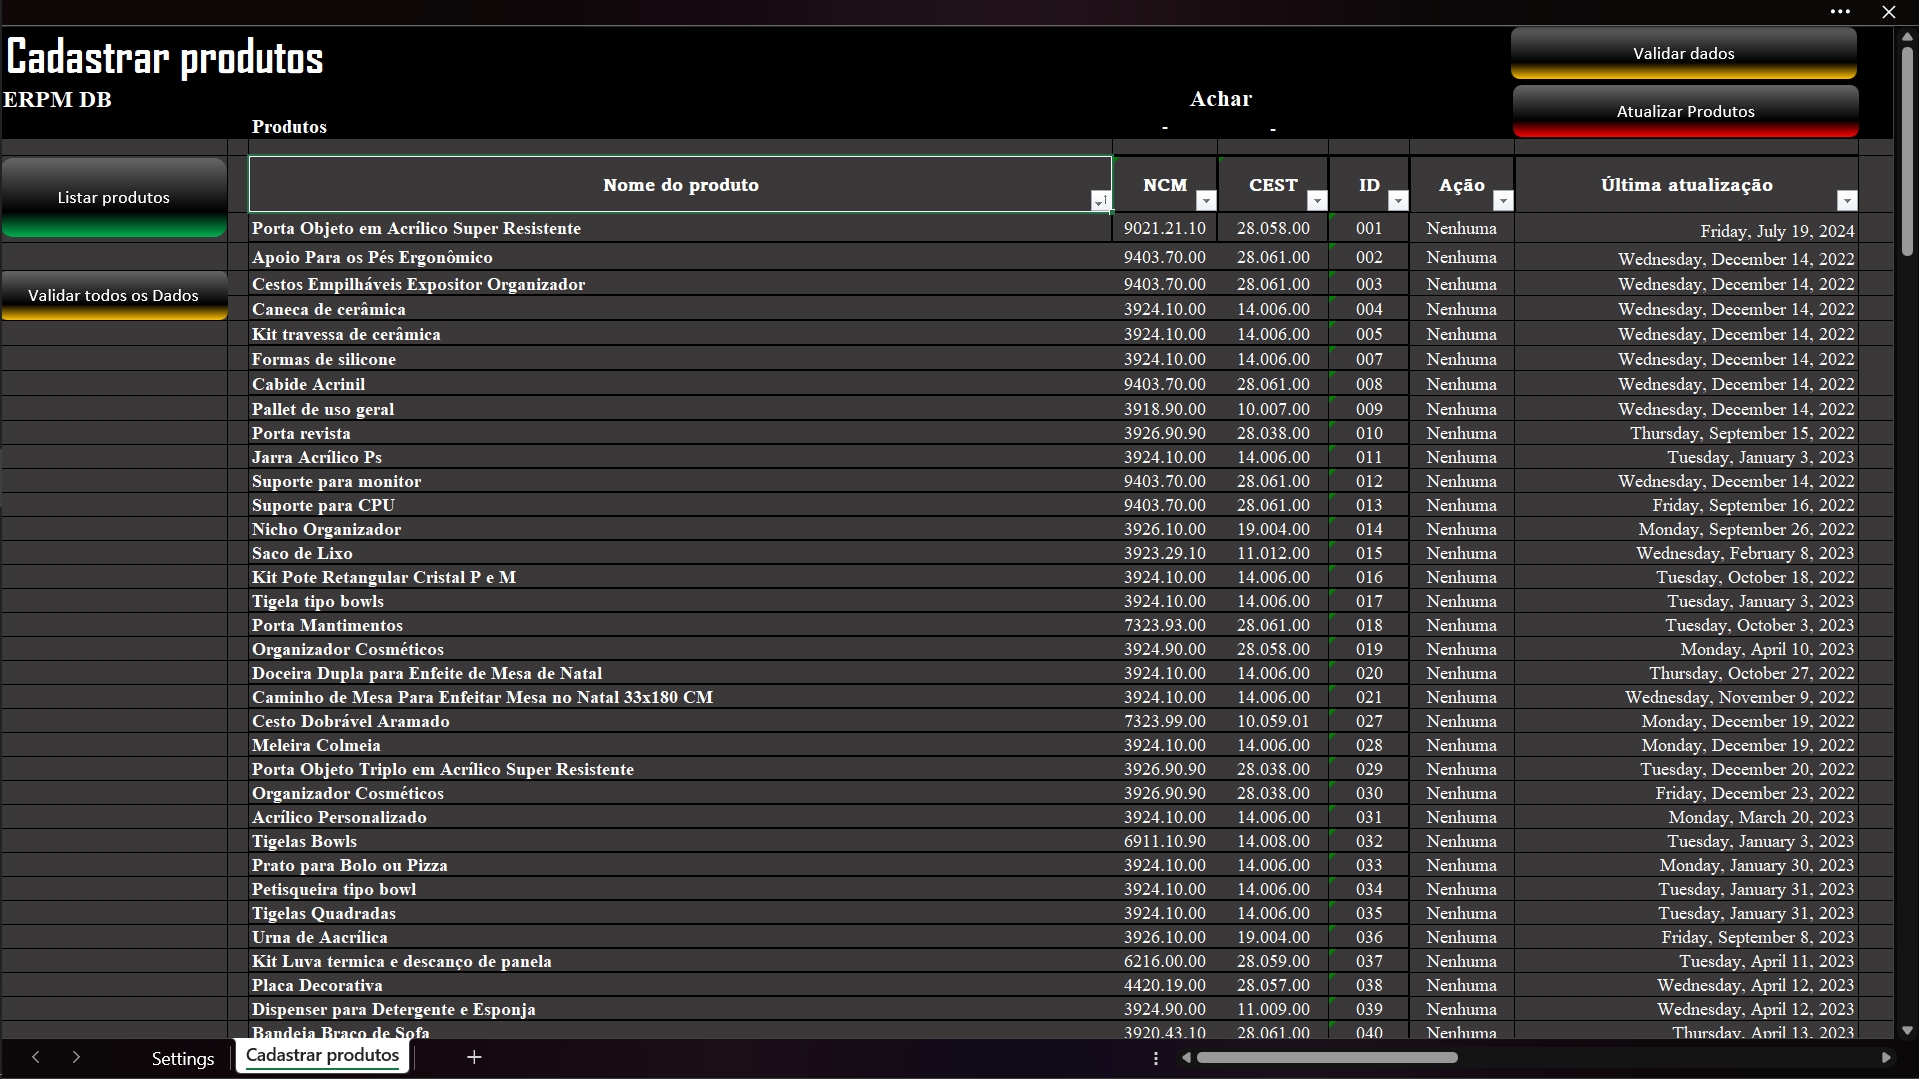 Cadastrar produtos
Validar dados
ERPM DB
Achar
Atualizar Produtos
Produtos - -
Listar produtos
Validar todos os Dados
Nome do produto NCM CEST ID Ação Última atualização
Porta Objeto em Acrílico Super Resistente 9021.21.10 28.058.00 001 Nenhuma Friday, July 19, 2024
Apoio Para os Pés Ergonômico 9403.70.00 28.061.00 002 Nenhuma Wednesday, December 14, 2022
Cestos Empilháveis Expositor Organizador 9403.70.00 28.061.00 003 Nenhuma Wednesday, December 14, 2022
Caneca de cerâmica 3924.10.00 14.006.00 004 Nenhuma Wednesday, December 14, 2022
Kit travessa de cerâmica 3924.10.00 14.006.00 005 Nenhuma Wednesday, December 14, 2022
Formas de silicone 3924.10.00 14.006.00 007 Nenhuma Wednesday, December 14, 2022
Cabide Acrinil 9403.70.00 28.061.00 008 Nenhuma Wednesday, December 14, 2022
Pallet de uso geral 3918.90.00 10.007.00 009 Nenhuma Wednesday, December 14, 2022
Porta revista 3926.90.90 28.038.00 010 Nenhuma Thursday, September 15, 2022
Jarra Acrílico Ps 3924.10.00 14.006.00 011 Nenhuma Tuesday, January 3, 2023
Suporte para monitor 9403.70.00 28.061.00 012 Nenhuma Wednesday, December 14, 2022
Suporte para CPU 9403.70.00 28.061.00 013 Nenhuma Friday, September 16, 2022
Nicho Organizador 3926.10.00 19.004.00 014 Nenhuma Monday, September 26, 2022
Saco de Lixo 3923.29.10 11.012.00 015 Nenhuma Wednesday, February 8, 2023
Kit Pote Retangular Cristal P e M 3924.10.00 14.006.00 016 Nenhuma Tuesday, October 18, 2022
Tigela tipo bowls 3924.10.00 14.006.00 017 Nenhuma Tuesday, January 3, 2023
Porta Mantimentos 7323.93.00 28.061.00 018 Nenhuma Tuesday, October 3, 2023
Organizador Cosméticos 3924.90.00 28.058.00 019 Nenhuma Monday, April 10, 2023
Doceira Dupla para Enfeite de Mesa de Natal 3924.10.00 14.006.00 020 Nenhuma Thursday, October 27, 2022
Caminho de Mesa Para Enfeitar Mesa no Natal 33x180 CM 3924.10.00 14.006.00 021 Nenhuma Wednesday, November 9, 2022
Cesto Dobrável Aramado 7323.99.00 10.059.01 027 Nenhuma Monday, December 19, 2022
Meleira Colmeia 3924.10.00 14.006.00 028 Nenhuma Monday, December 19, 2022
Porta Objeto Triplo em Acrílico Super Resistente 3926.90.90 28.038.00 029 Nenhuma Tuesday, December 20, 2022
Organizador Cosméticos 3926.90.90 28.038.00 030 Nenhuma Friday, December 23, 2022
Acrílico Personalizado 3924.10.00 14.006.00 031 Nenhuma Monday, March 20, 2023
Tigelas Bowls 6911.10.90 14.008.00 032 Nenhuma Tuesday, January 3, 2023
Prato para Bolo ou Pizza 3924.10.00 14.006.00 033 Nenhuma Monday, January 30, 2023
Petisqueira tipo bowl 3924.10.00 14.006.00 034 Nenhuma Tuesday, January 31, 2023
Tigelas Quadradas 3924.10.00 14.006.00 035 Nenhuma Tuesday, January 31, 2023
Urna de Aacrílica 3926.10.00 19.004.00 036 Nenhuma Friday, September 8, 2023
Kit Luva termica e descanço de panela 6216.00.00 28.059.00 037 Nenhuma Tuesday, April 11, 2023
Placa Decorativa 4420.19.00 28.057.00 038 Nenhuma Wednesday, April 12, 2023
Dispenser para Detergente e Esponja 3924.90.00 11.009.00 039 Nenhuma Wednesday, April 12, 2023
Bandeja Braço de Sofa 3920.43.10 28.061.00 040 Nenhuma Thursday, April 13, 2023
Settings Cadastrar produtos